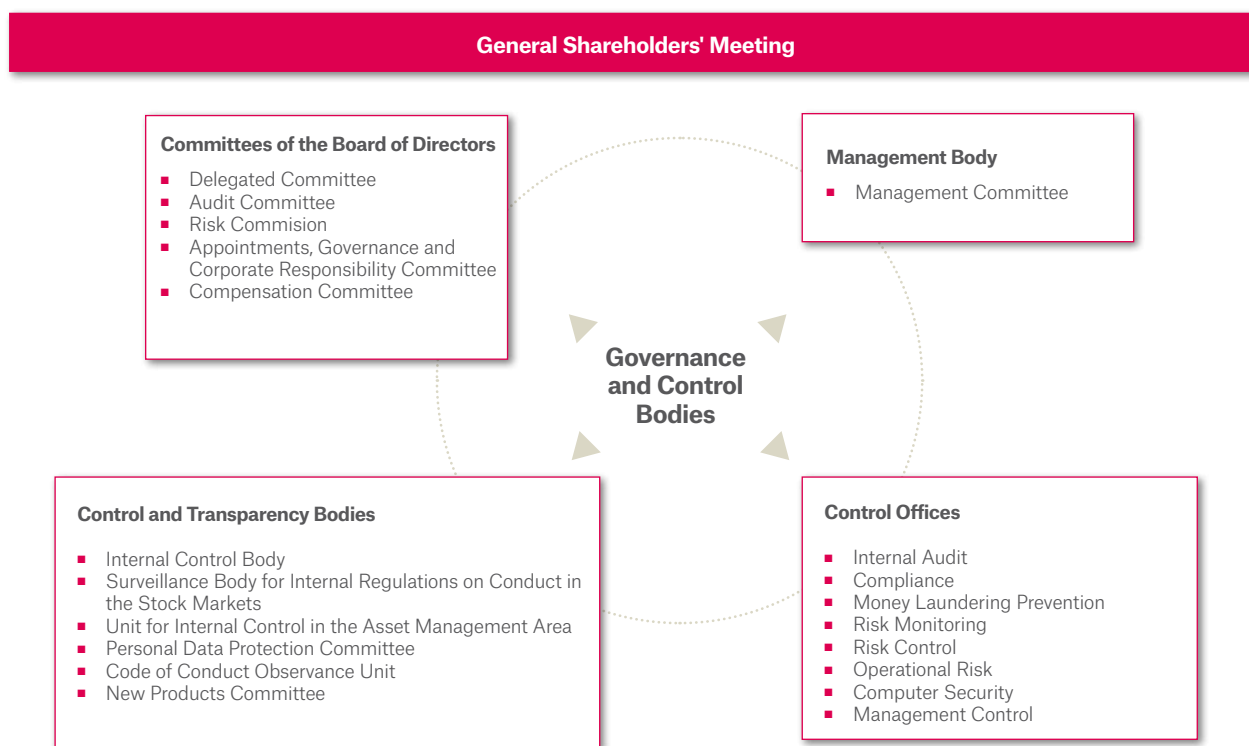 General Shareholders' Meeting
Committees of the Board of Directors
Delegated Committee
Audit Committee
Risk Commision
Appointments, Governance and
Corporate Responsibility Committee
Compensation Committee
Management Body
Management Committee
Governance
and Control
Bodies
Control and Transparency Bodies
Internal Control Body
Surveillance Body for Internal Regulations on Conduct in
the Stock Markets
Unit for Internal Control in the Asset Management Area
Personal Data Protection Committee
Code of Conduct Observance Unit
New Products Committee
Control Offices
Internal Audit
Compliance
Money Laundering Prevention
Risk Monitoring
Risk Control
Operational Risk
Computer Security
Management Control